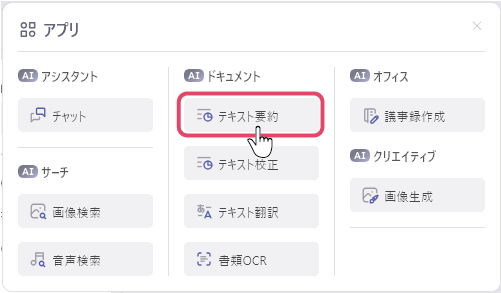 アプリ
AI アシスタント
チャット
AI サーチ
画像検索
音声検索
AI ドキュメント
テキスト要約
テキスト校正
テキスト翻訳
書類OCR
AI オフィス
議事録作成
AI クリエイティブ
画像生成